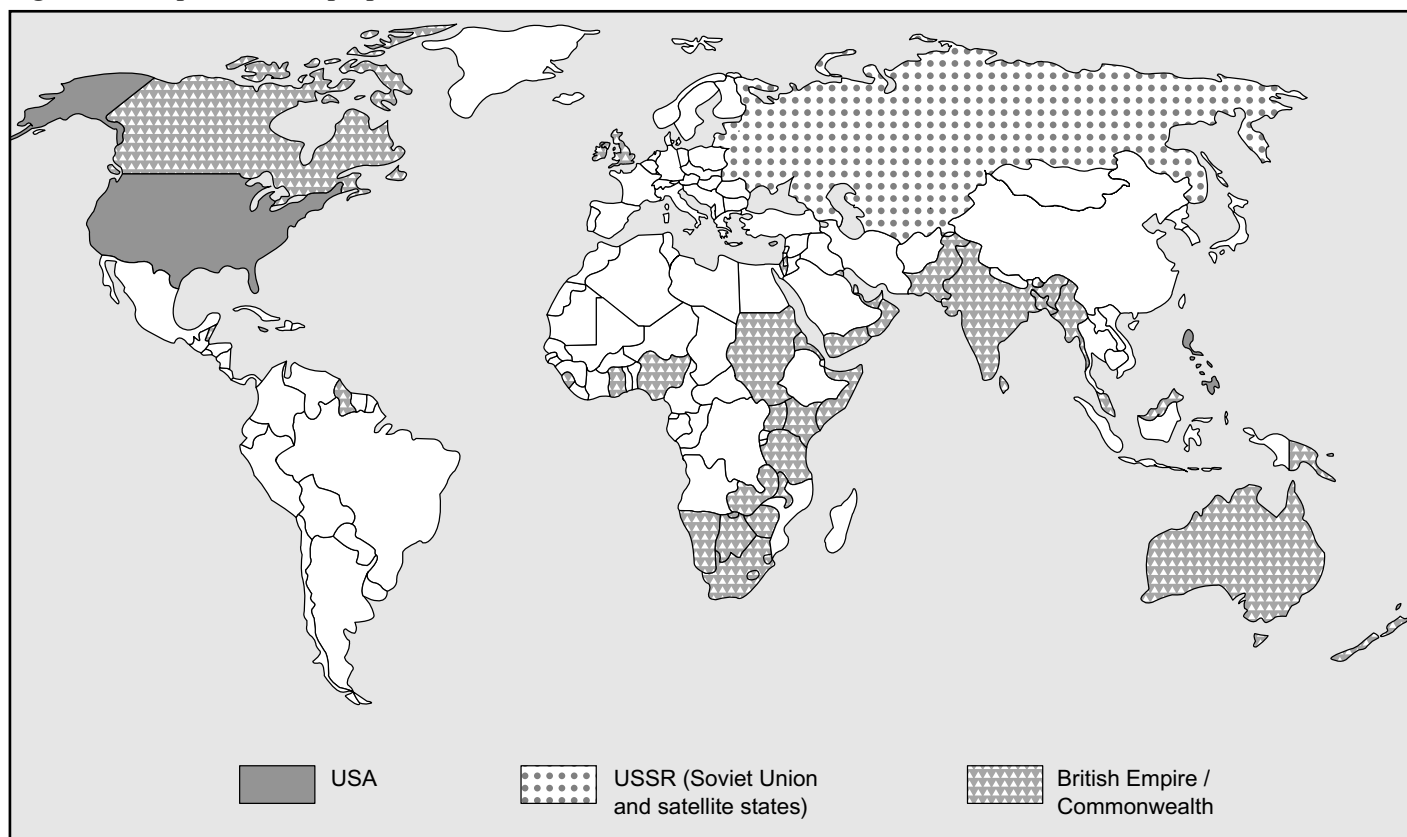 USA
USSR (Soviet Union
and satellite states)
British Empire /
Commonwealth